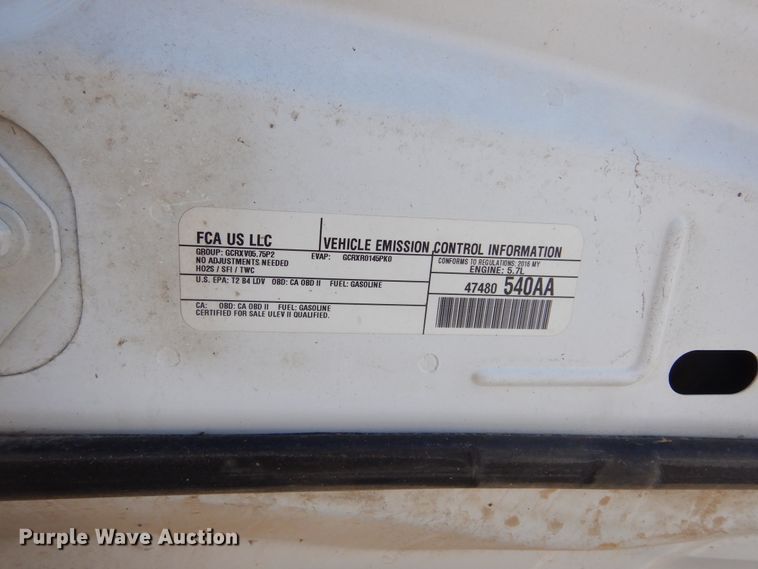 FCA US LLC
VEHICLE EMISSION CONTROL INFORMATION
GROUP: GCRXV05.75P2 EVAP: GCRXR0145PK0
NO ADJUSTMENTS NEEDED
HO2S / SFI / TWC
CONFORMS TO REGULATIONS: 2016 MY
ENGINE: 5.7L
U.S. EPA: T2 B4 LDV OBD: CA OBD II FUEL: GASOLINE
47480 540AA
CA: OBD: CA OBD II FUEL: GASOLINE
CERTIFIED FOR SALE ULEV II QUALIFIED.
Purple Wave Auction